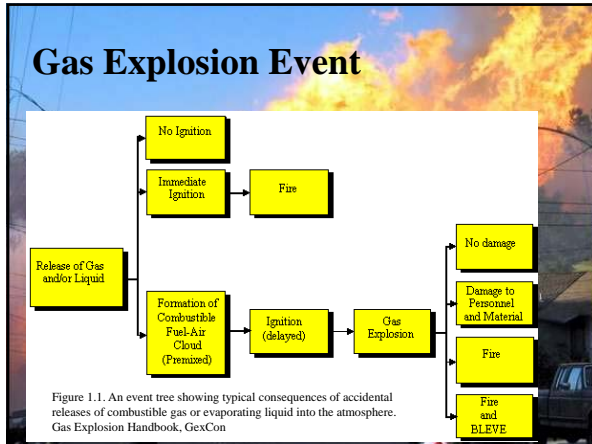 Gas Explosion Event
No Ignition
Immediate
Ignition
Fire
Release of Gas
and/or Liquid
Formation of
Combustible
Fuel-Air
Cloud
(Premixed)
Ignition
(delayed)
Gas
Explosion
No damage
Damage to
Personnel
and Material
Fire
Fire
and
BLEVE
Figure 1.1. An event tree showing typical consequences of accidental
releases of combustible gas or evaporating liquid into the atmosphere.
Gas Explosion Handbook, GexCon